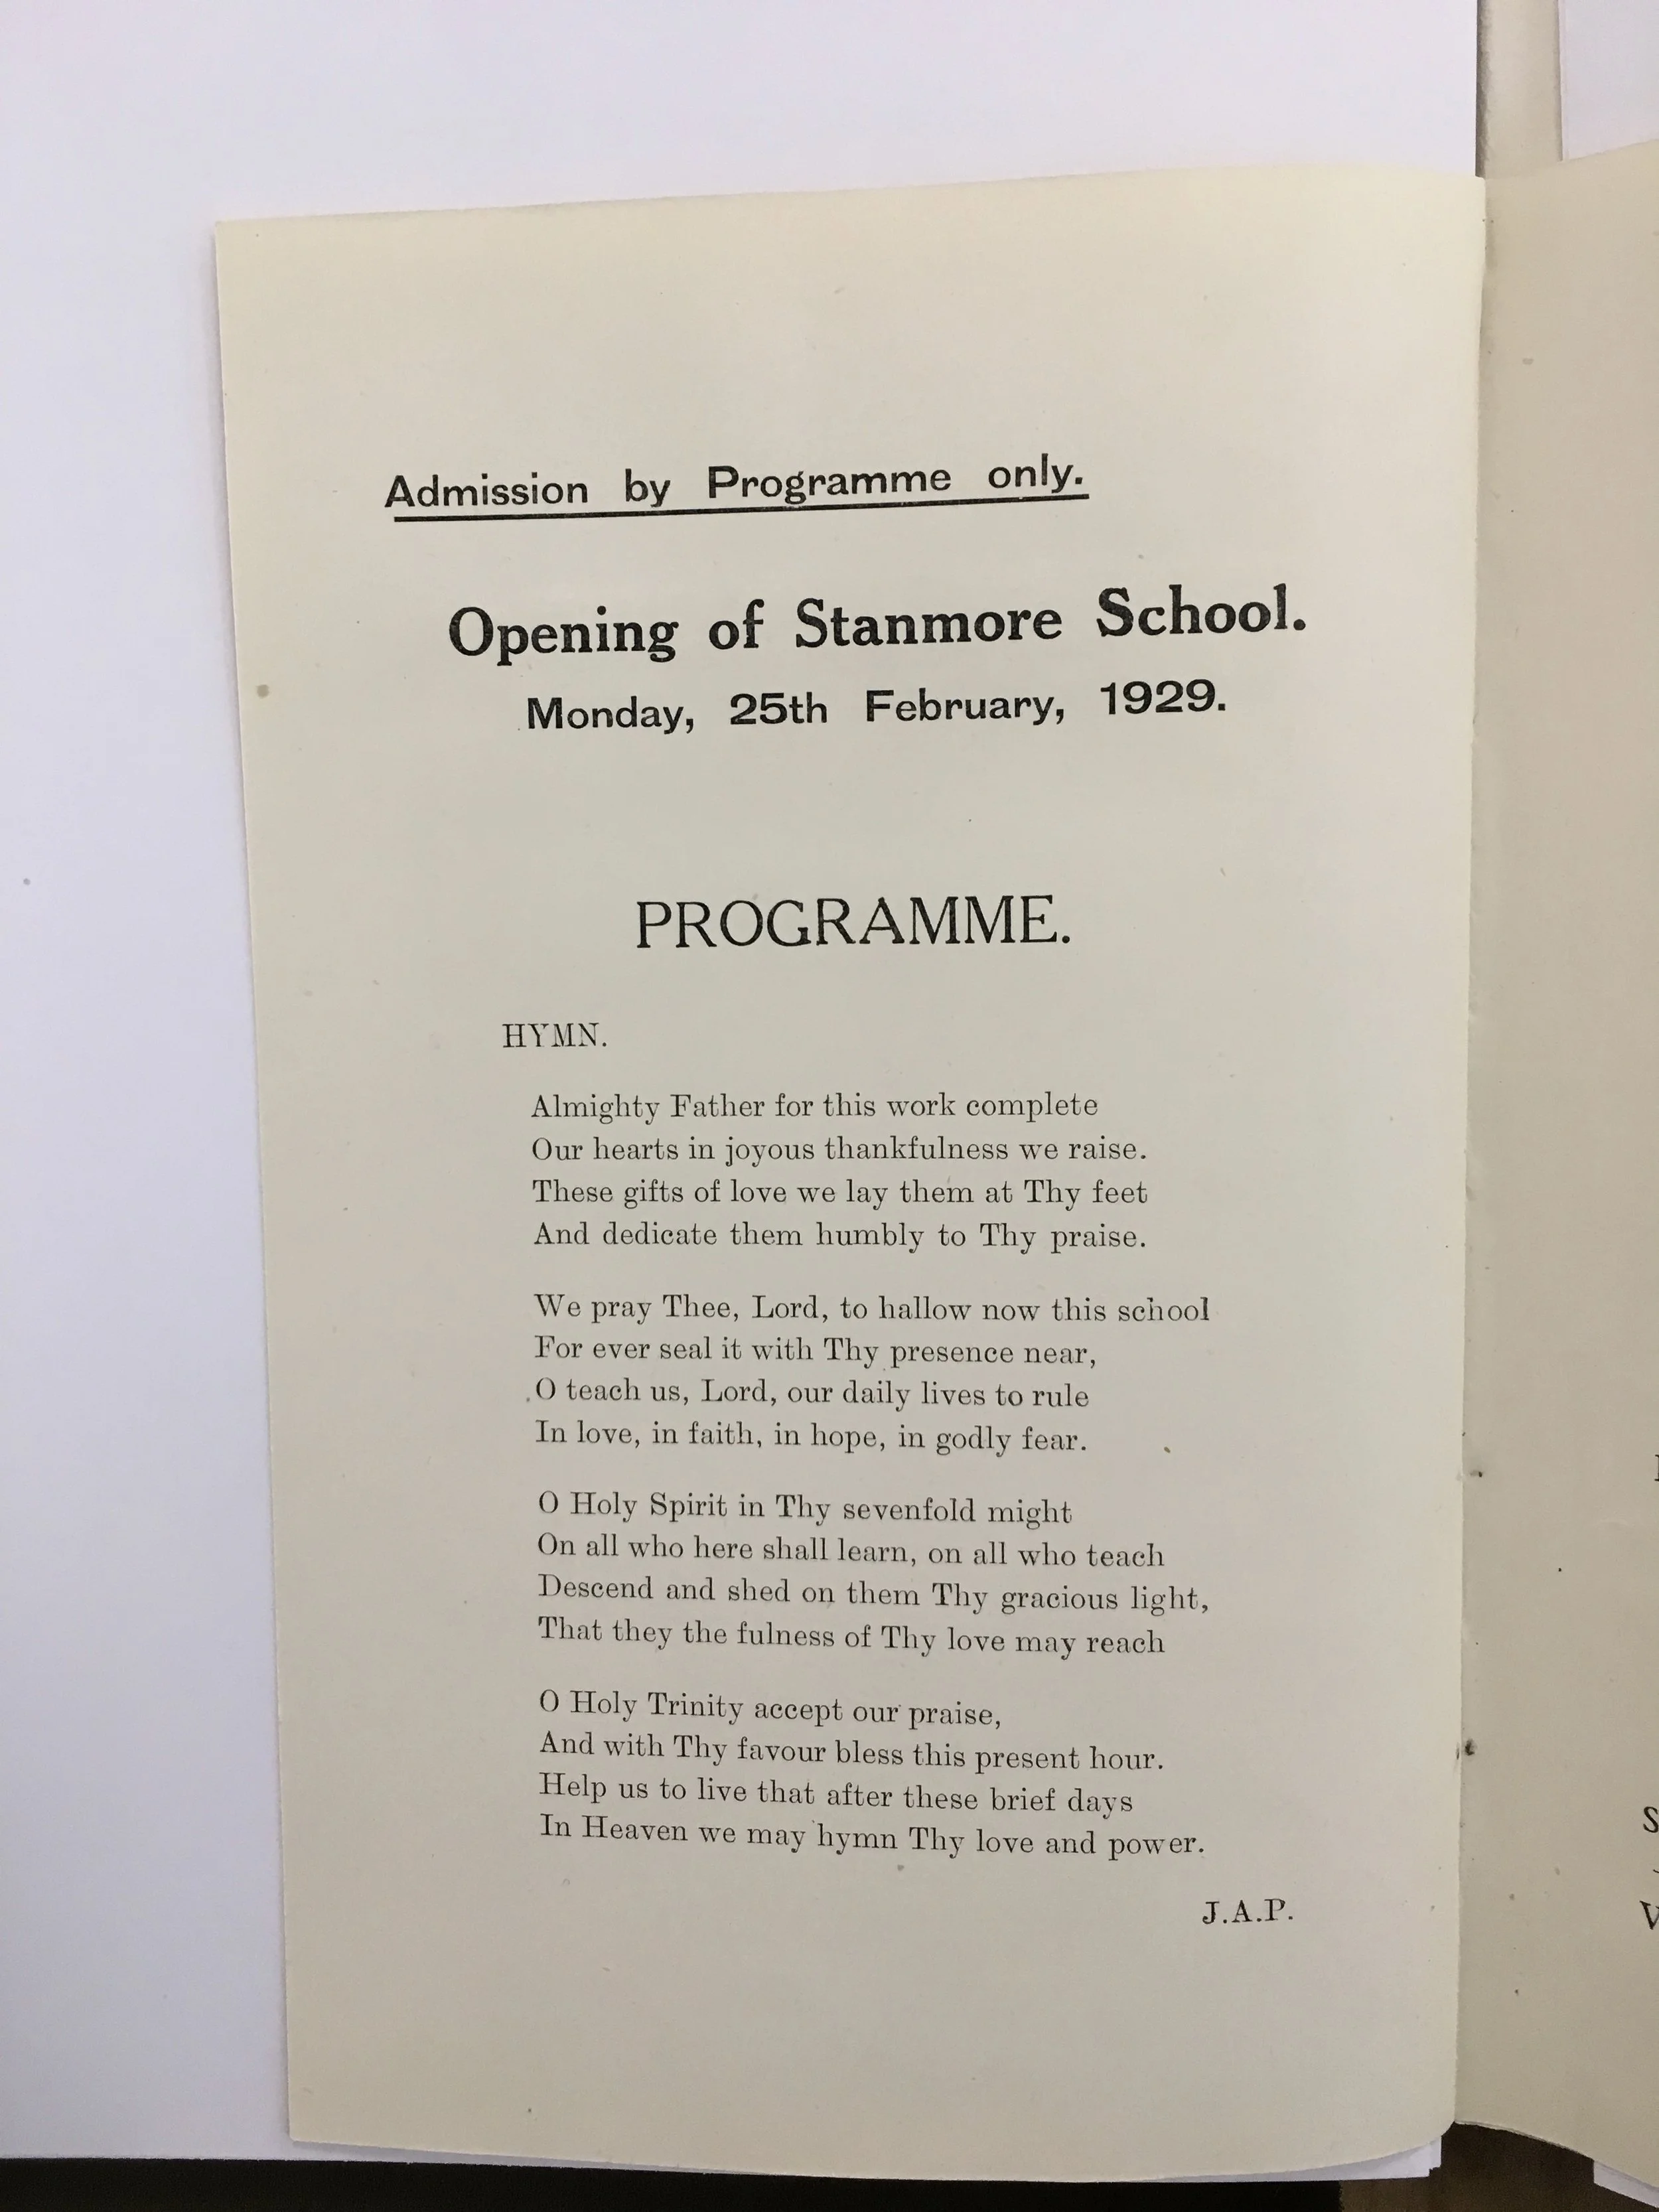 Admission by Programme only.
Opening of Stanmore School.
Monday, 25th February, 1929.
PROGRAMME.
HYMN.
Almighty Father for this work complete
Our hearts in joyous thankfulness we raise.
These gifts of love we lay them at Thy feet
And dedicate them humbly to Thy praise.
We pray Thee, Lord, to hallow now this school
For ever seal it with Thy presence near,
O teach us, Lord, our daily lives to rule
In love, in faith, in hope, in godly fear.
O Holy Spirit in Thy sevenfold might
On all who here shall learn, on all who teach
Descend and shed on them Thy gracious light,
That they the fulness of Thy love may reach
O Holy Trinity accept our praise,
And with Thy favour bless this present hour.
Help us to live that after these brief days
In Heaven we may hymn Thy love and power.
J.A.P.